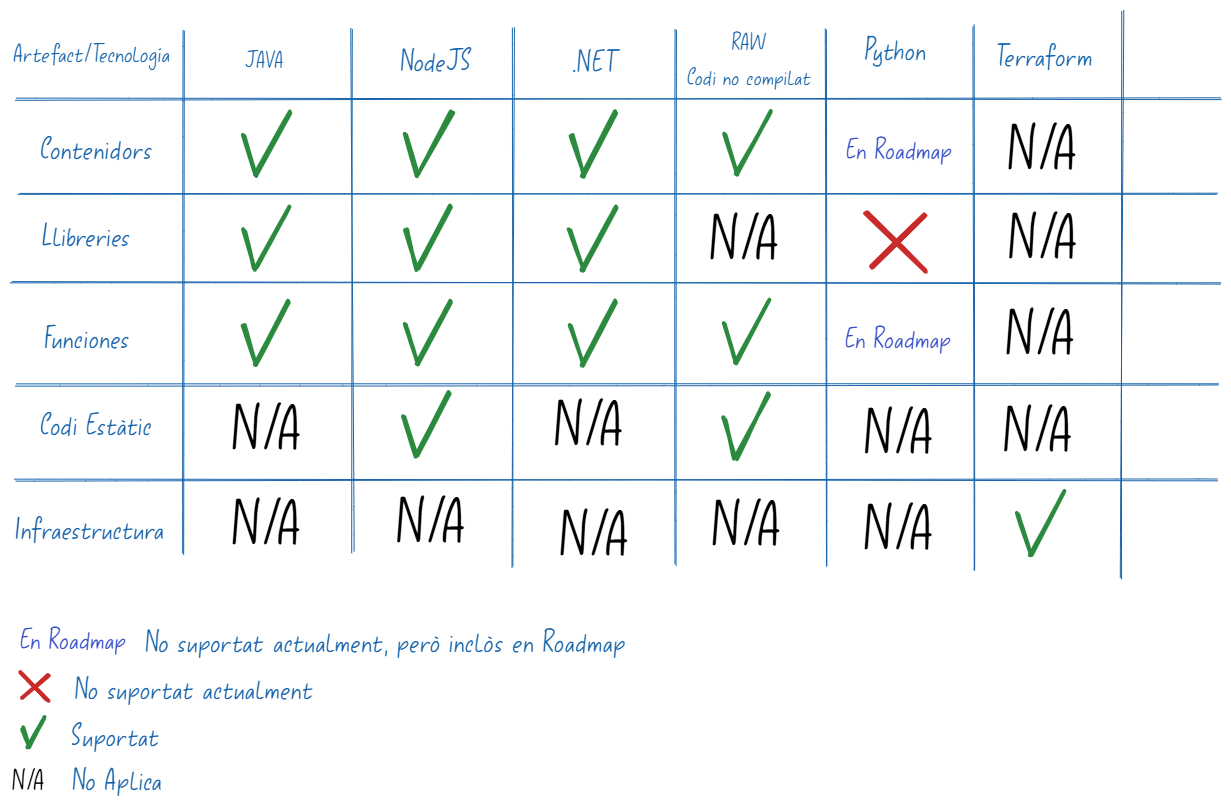 Artefact/Tecnología JAVA NodeJS .NET RAW Python Terraform
Codi no compilat
Contenidors En Roadmap N/A
Llibreries N/A N/A
Funciones En Roadmap N/A
Codi Estàtic N/A N/A N/A N/A
Infraestructura N/A N/A N/A N/A N/A
En Roadmap No suportat actualment, però inclòs en Roadmap
No suportat actualment
Suportat
N/A No Aplica